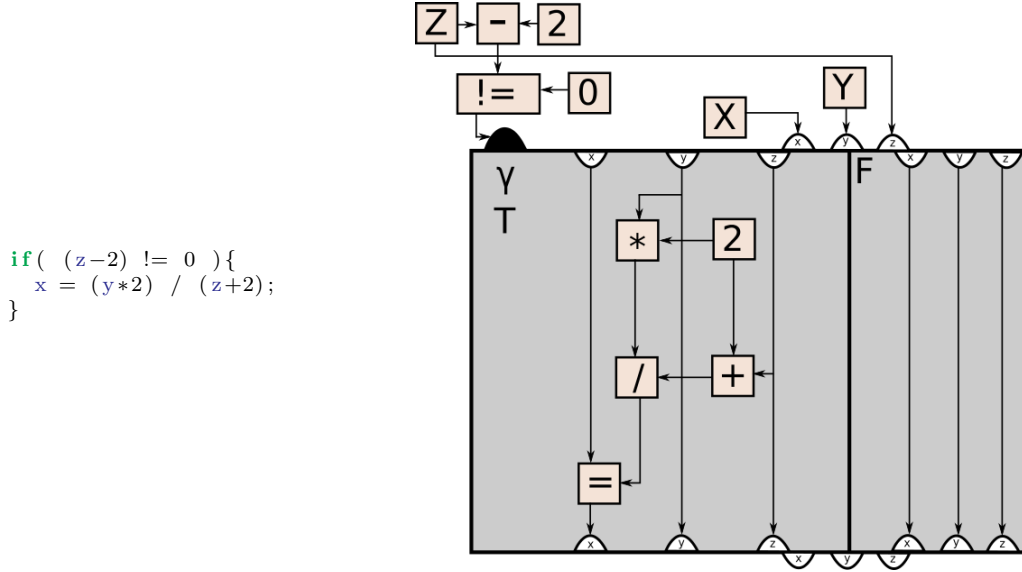 if( (z-2) != 0 ){
x = (y*2) / (z+2);
}
Z - 2
!= 0
X Y
x y z
γ x y z F x y z
T
* 2
/ +
=
x y z x y z
x y z